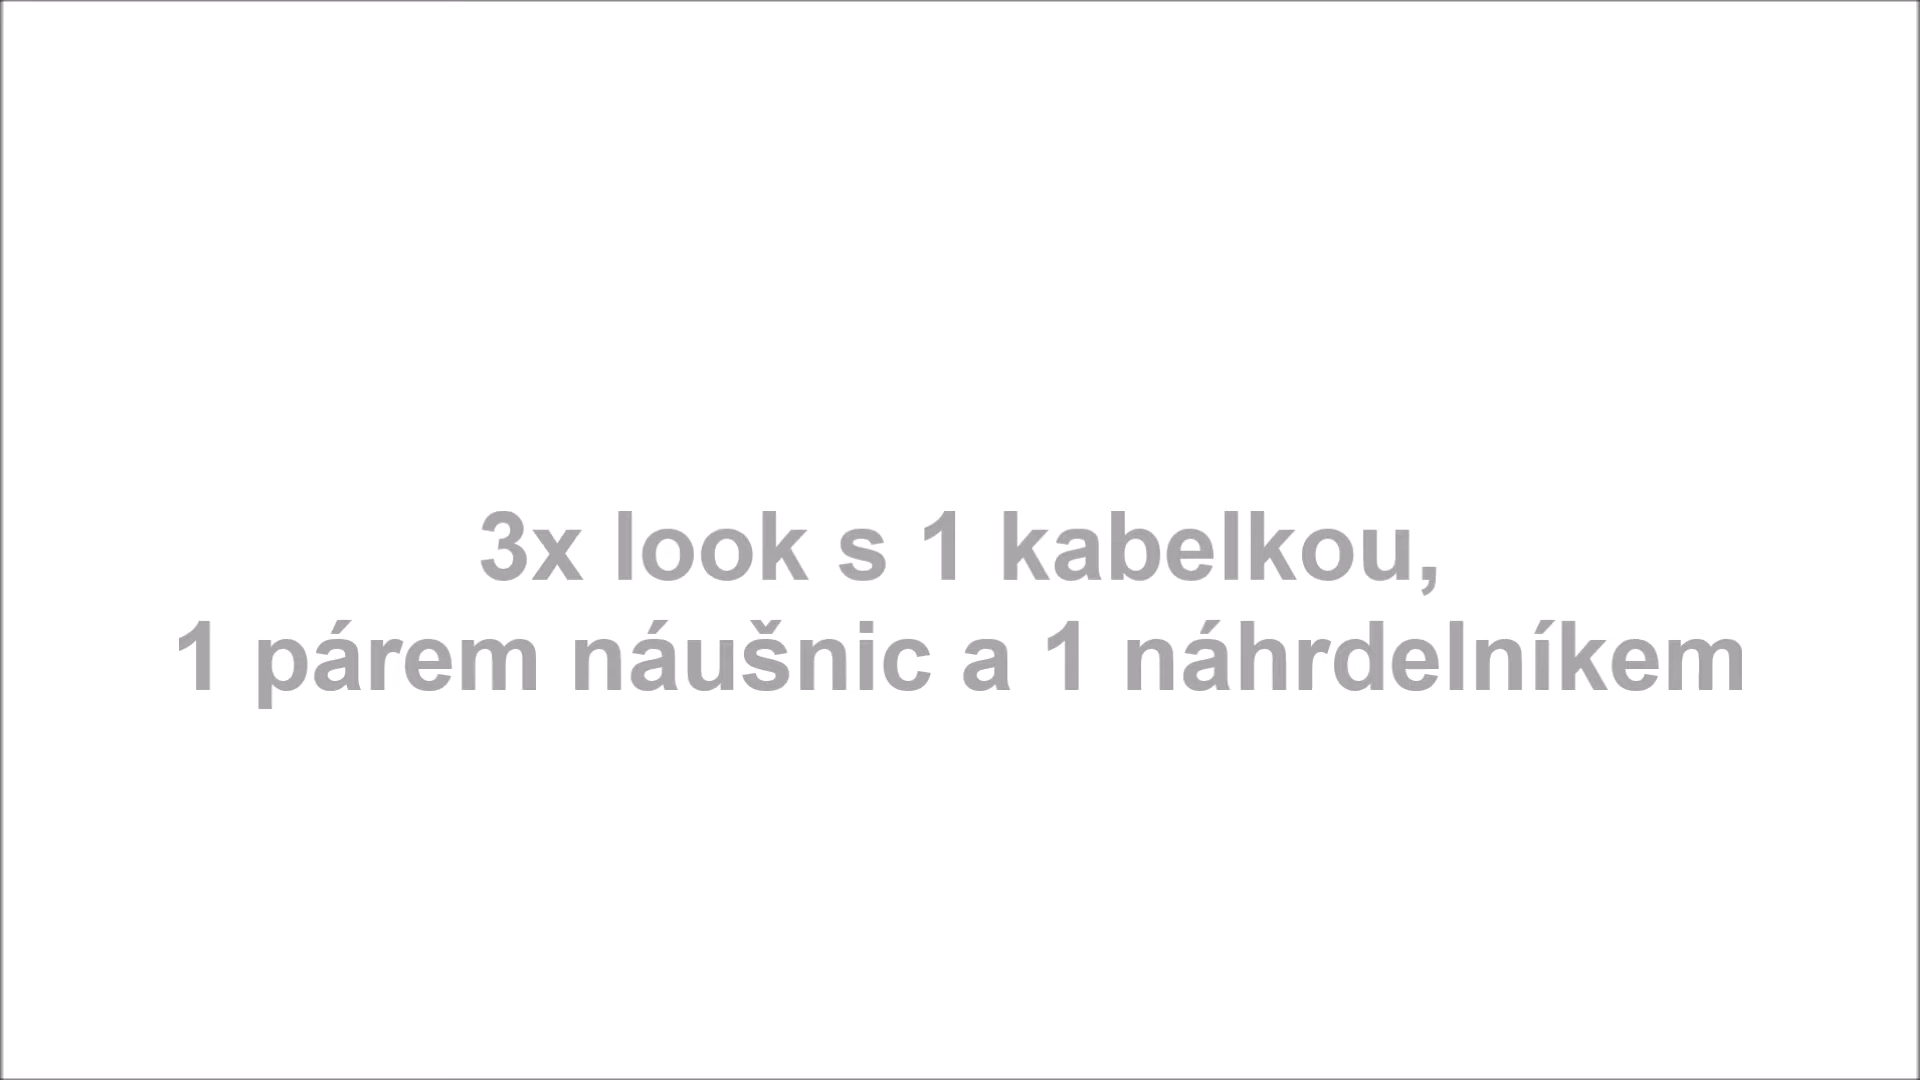 3x look s 1 kabelkou,
1 párem náušnic a 1 náhrdelníkem